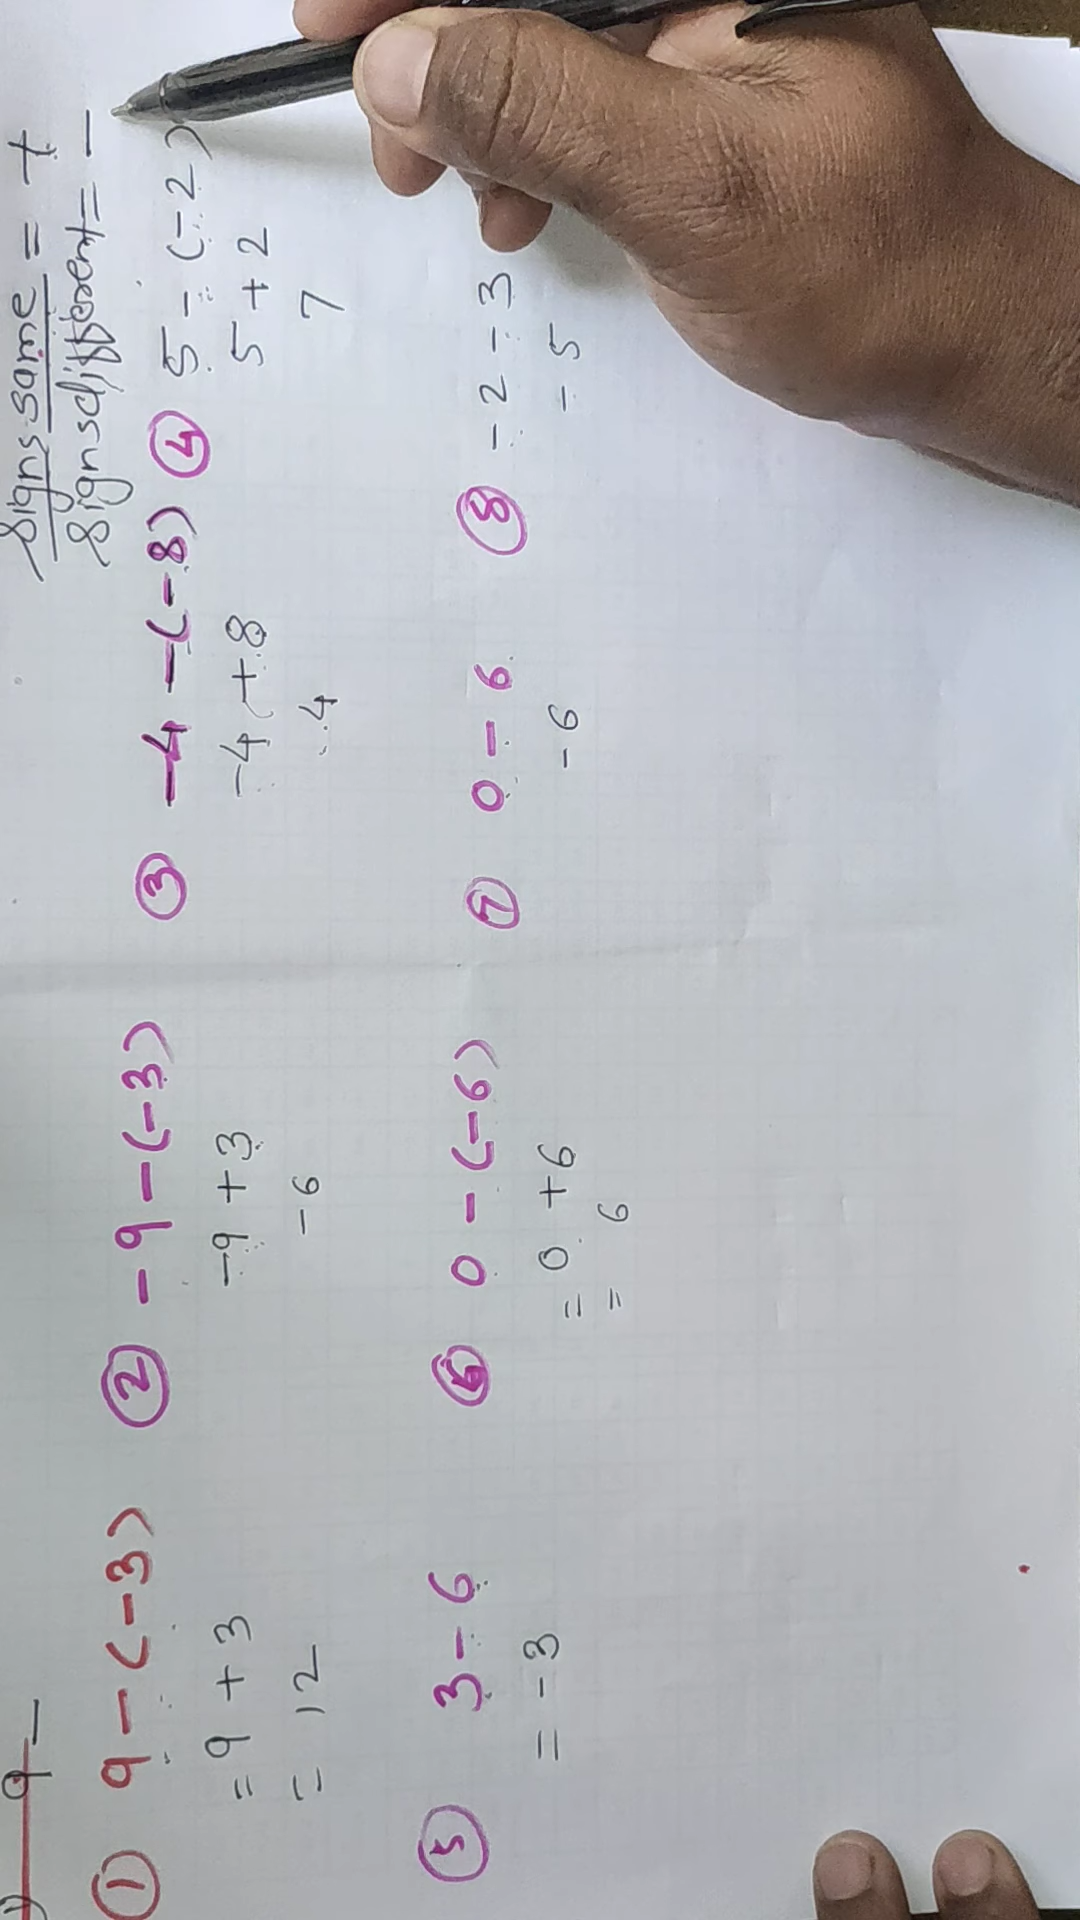 9 –
Signs same = +
Signs different = –
① 9 – (–3)
= 9 + 3
= 12
② – 9 – (–3)
–9 + 3
– 6
③ –4 – (–8)
–4 + 8
4
④ 5 – (–2)
5 + 2
7
⑤ 3 – 6
= –3
⑥ 0 – (–6)
= 0 + 6
= 6
⑦ 0 – 6
– 6
⑧ – 2 – 3
– 5